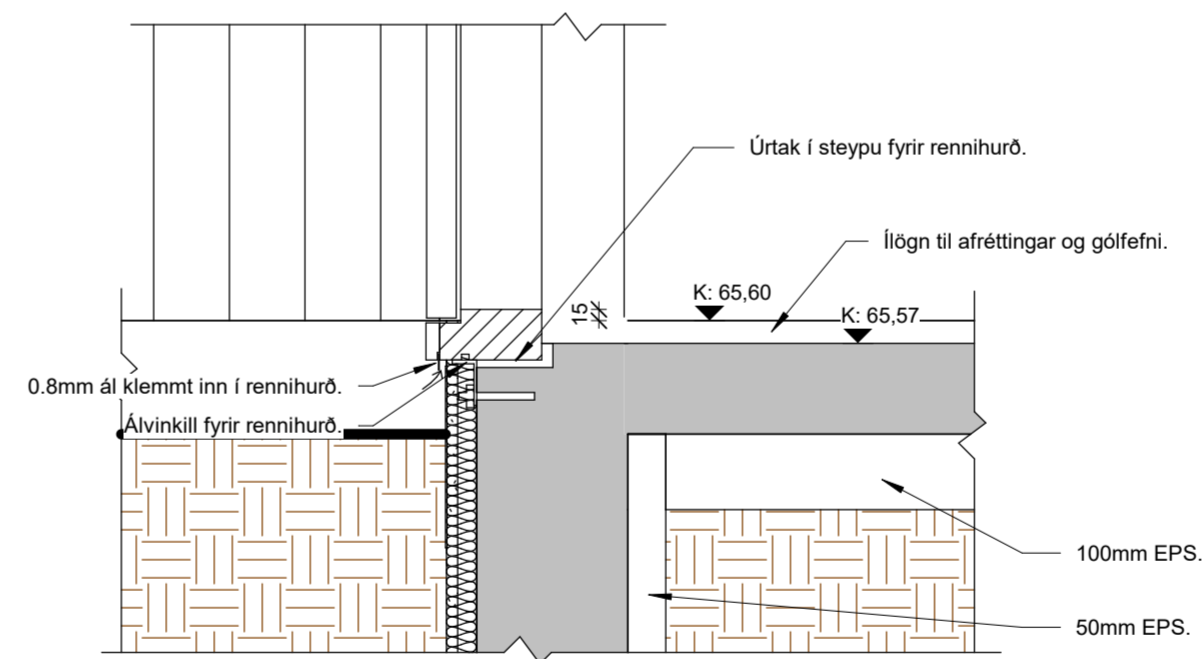 Úrtak í steypu fyrir rennihurð.
Ílögn til afréttingar og gólfefni.
K: 65,60
15
K: 65,57
0.8mm ál klemmt inn í rennihurð.
Álvinkill fyrir rennihurð.
100mm EPS.
50mm EPS.